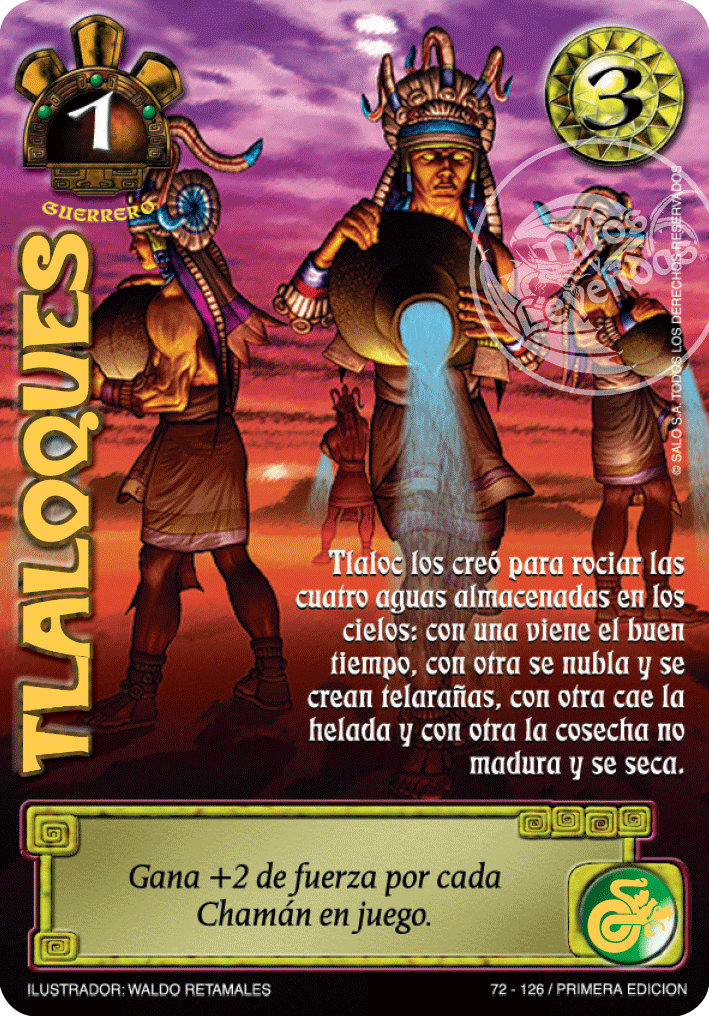 1
3
GUERRERO
MITOS
Y
LEYENDAS
© SALO S.A. TODOS LOS DERECHOS RESERVADOS
TLALOQUES
Tlaloc los creó para rociar las
cuatro aguas almacenadas en los
cielos: con una viene el buen
tiempo, con otra se nubla y se
crean telarañas, con otra cae la
helada y con otra la cosecha no
madura y se seca.
Gana +2 de fuerza por cada
Chamán en juego.
ILUSTRADOR: WALDO RETAMALES
72 - 126 / PRIMERA EDICION